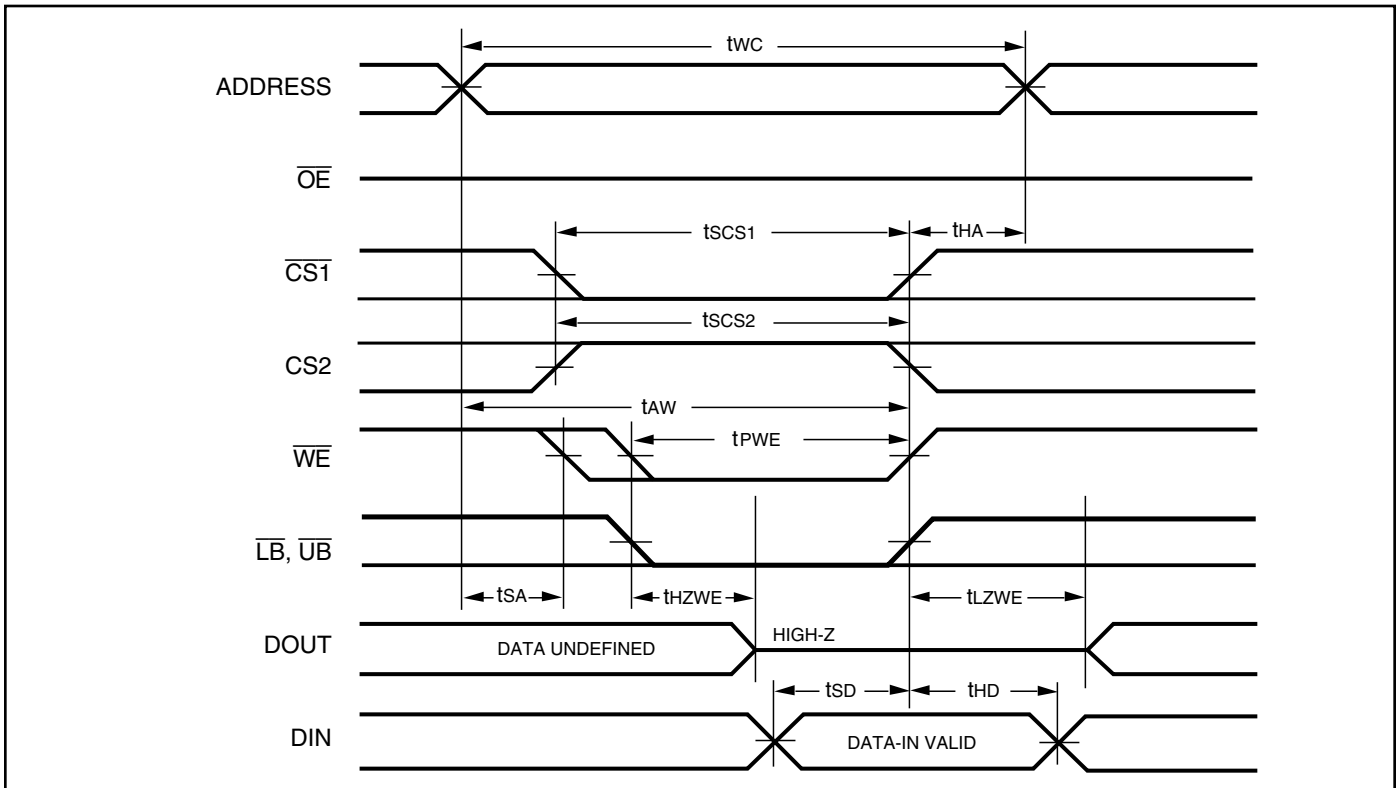 tWC
ADDRESS
OE
tSCS1
tHA
CS1
tSCS2
CS2
tAW
tPWE
WE
LB, UB
tSA
tHZWE
tLZWE
DOUT
DATA UNDEFINED
HIGH-Z
tSD
tHD
DIN
DATA-IN VALID